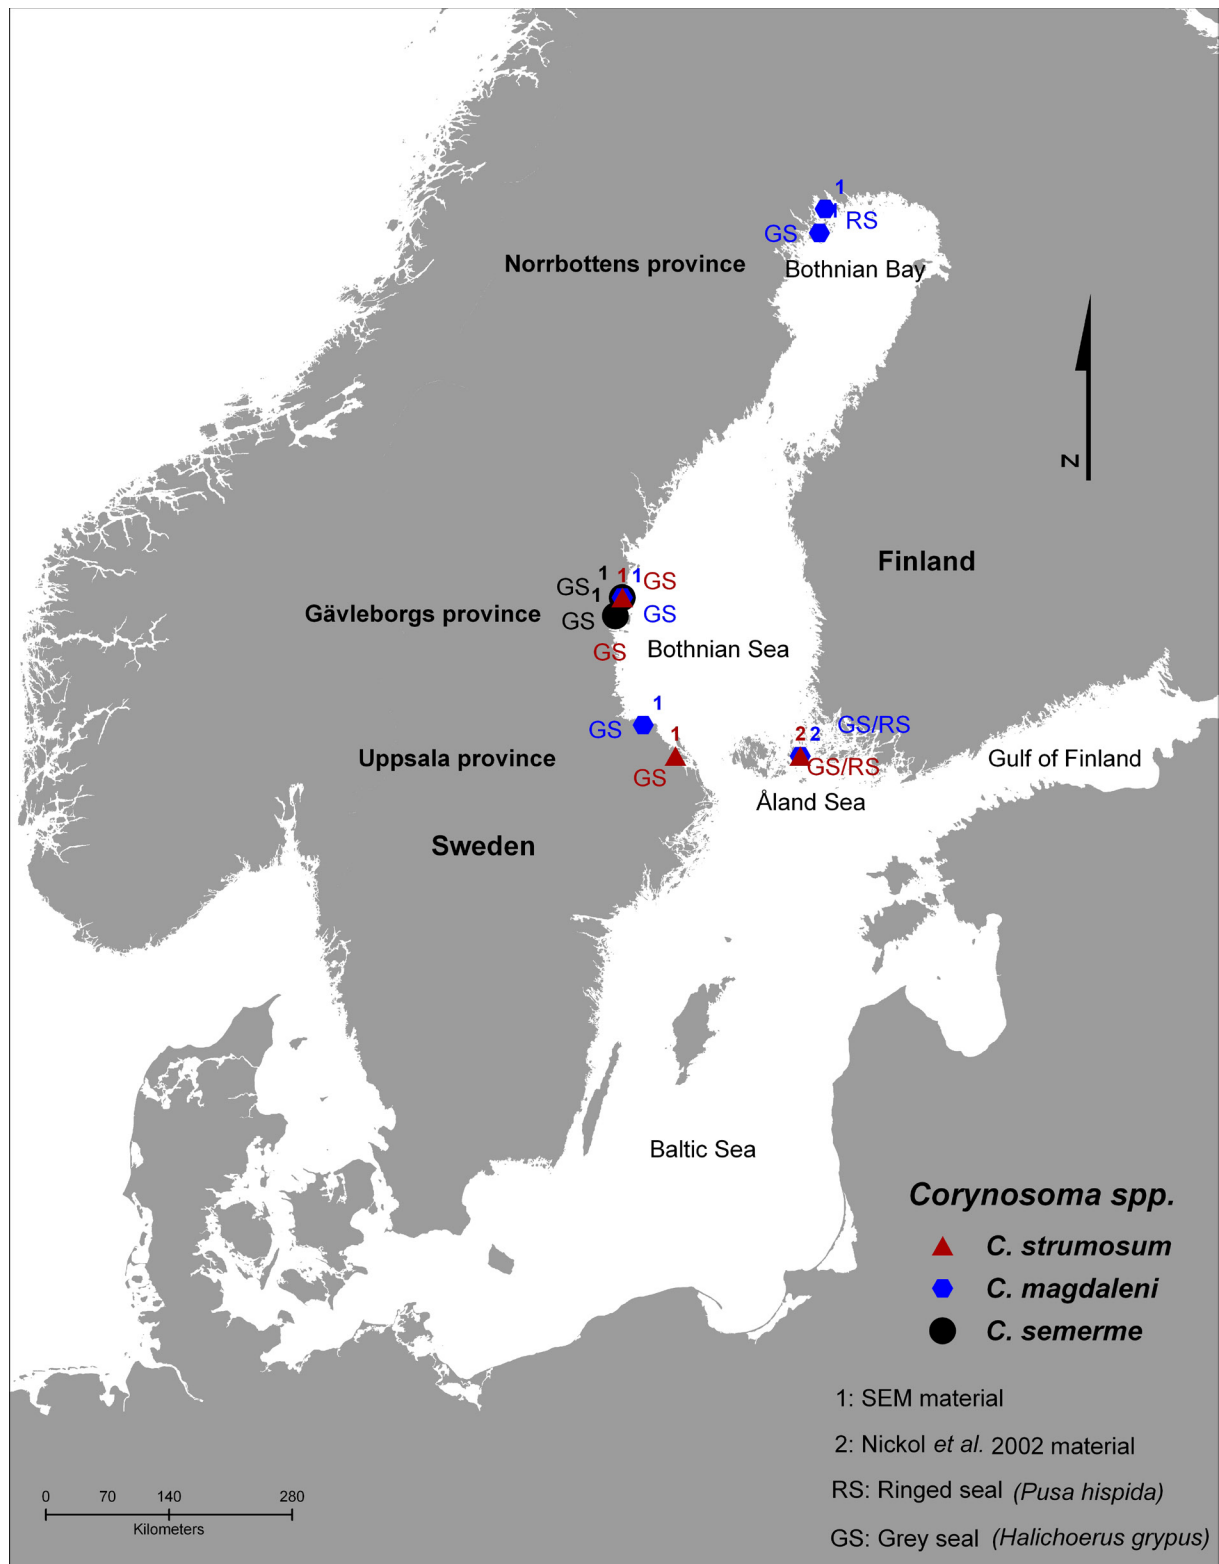 1
1
RS
GS
Norrbottens province
Bothnian Bay
N
Finland
1 1 1
GS GS
1
Gävleborgs province
GS
GS
GS
Bothnian Sea
1
GS
1
2 2
GS/RS
Uppsala province
GS/RS
Gulf of Finland
GS
Åland Sea
Sweden
Baltic Sea
Corynosoma spp.
C. strumosum
C. magdaleni
C. semerme
1: SEM material
2: Nickol et al. 2002 material
RS: Ringed seal (Pusa hispida)
GS: Grey seal (Halichoerus grypus)
0 70 140 280
Kilometers